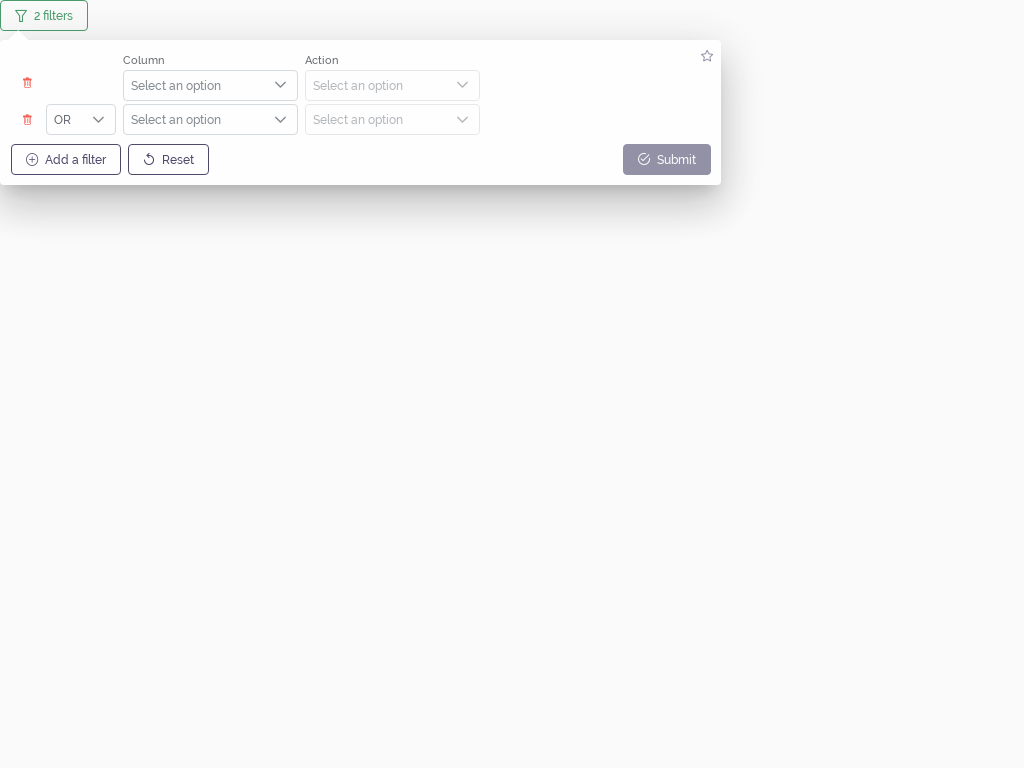 2 filters
Column Action
Select an option Select an option
OR Select an option Select an option
Add a filter Reset Submit